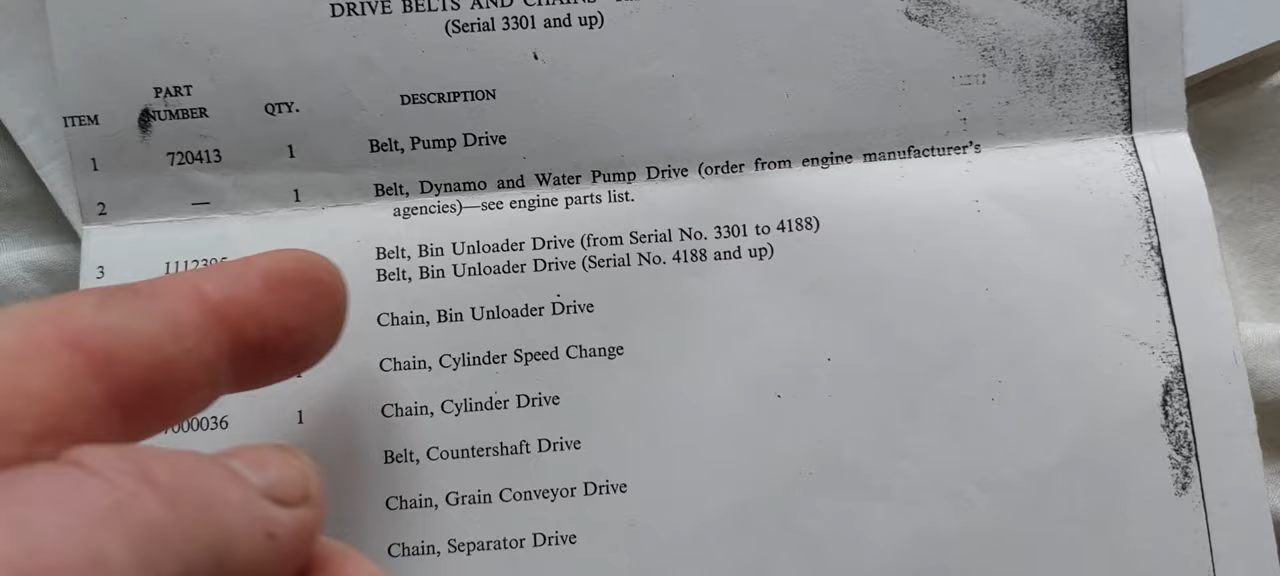 DRIVE BELTS AND
(Serial 3301 and up)
PART
ITEM NUMBER QTY. DESCRIPTION
1 720413 1 Belt, Pump Drive
2 — 1 Belt, Dynamo and Water Pump Drive (order from engine manufacturer's
agencies)—see engine parts list.
3 Belt, Bin Unloader Drive (from Serial No. 3301 to 4188)
Belt, Bin Unloader Drive (Serial No. 4188 and up)
Chain, Bin Unloader Drive
Chain, Cylinder Speed Change
1 Chain, Cylinder Drive
Belt, Countershaft Drive
Chain, Grain Conveyor Drive
Chain, Separator Drive